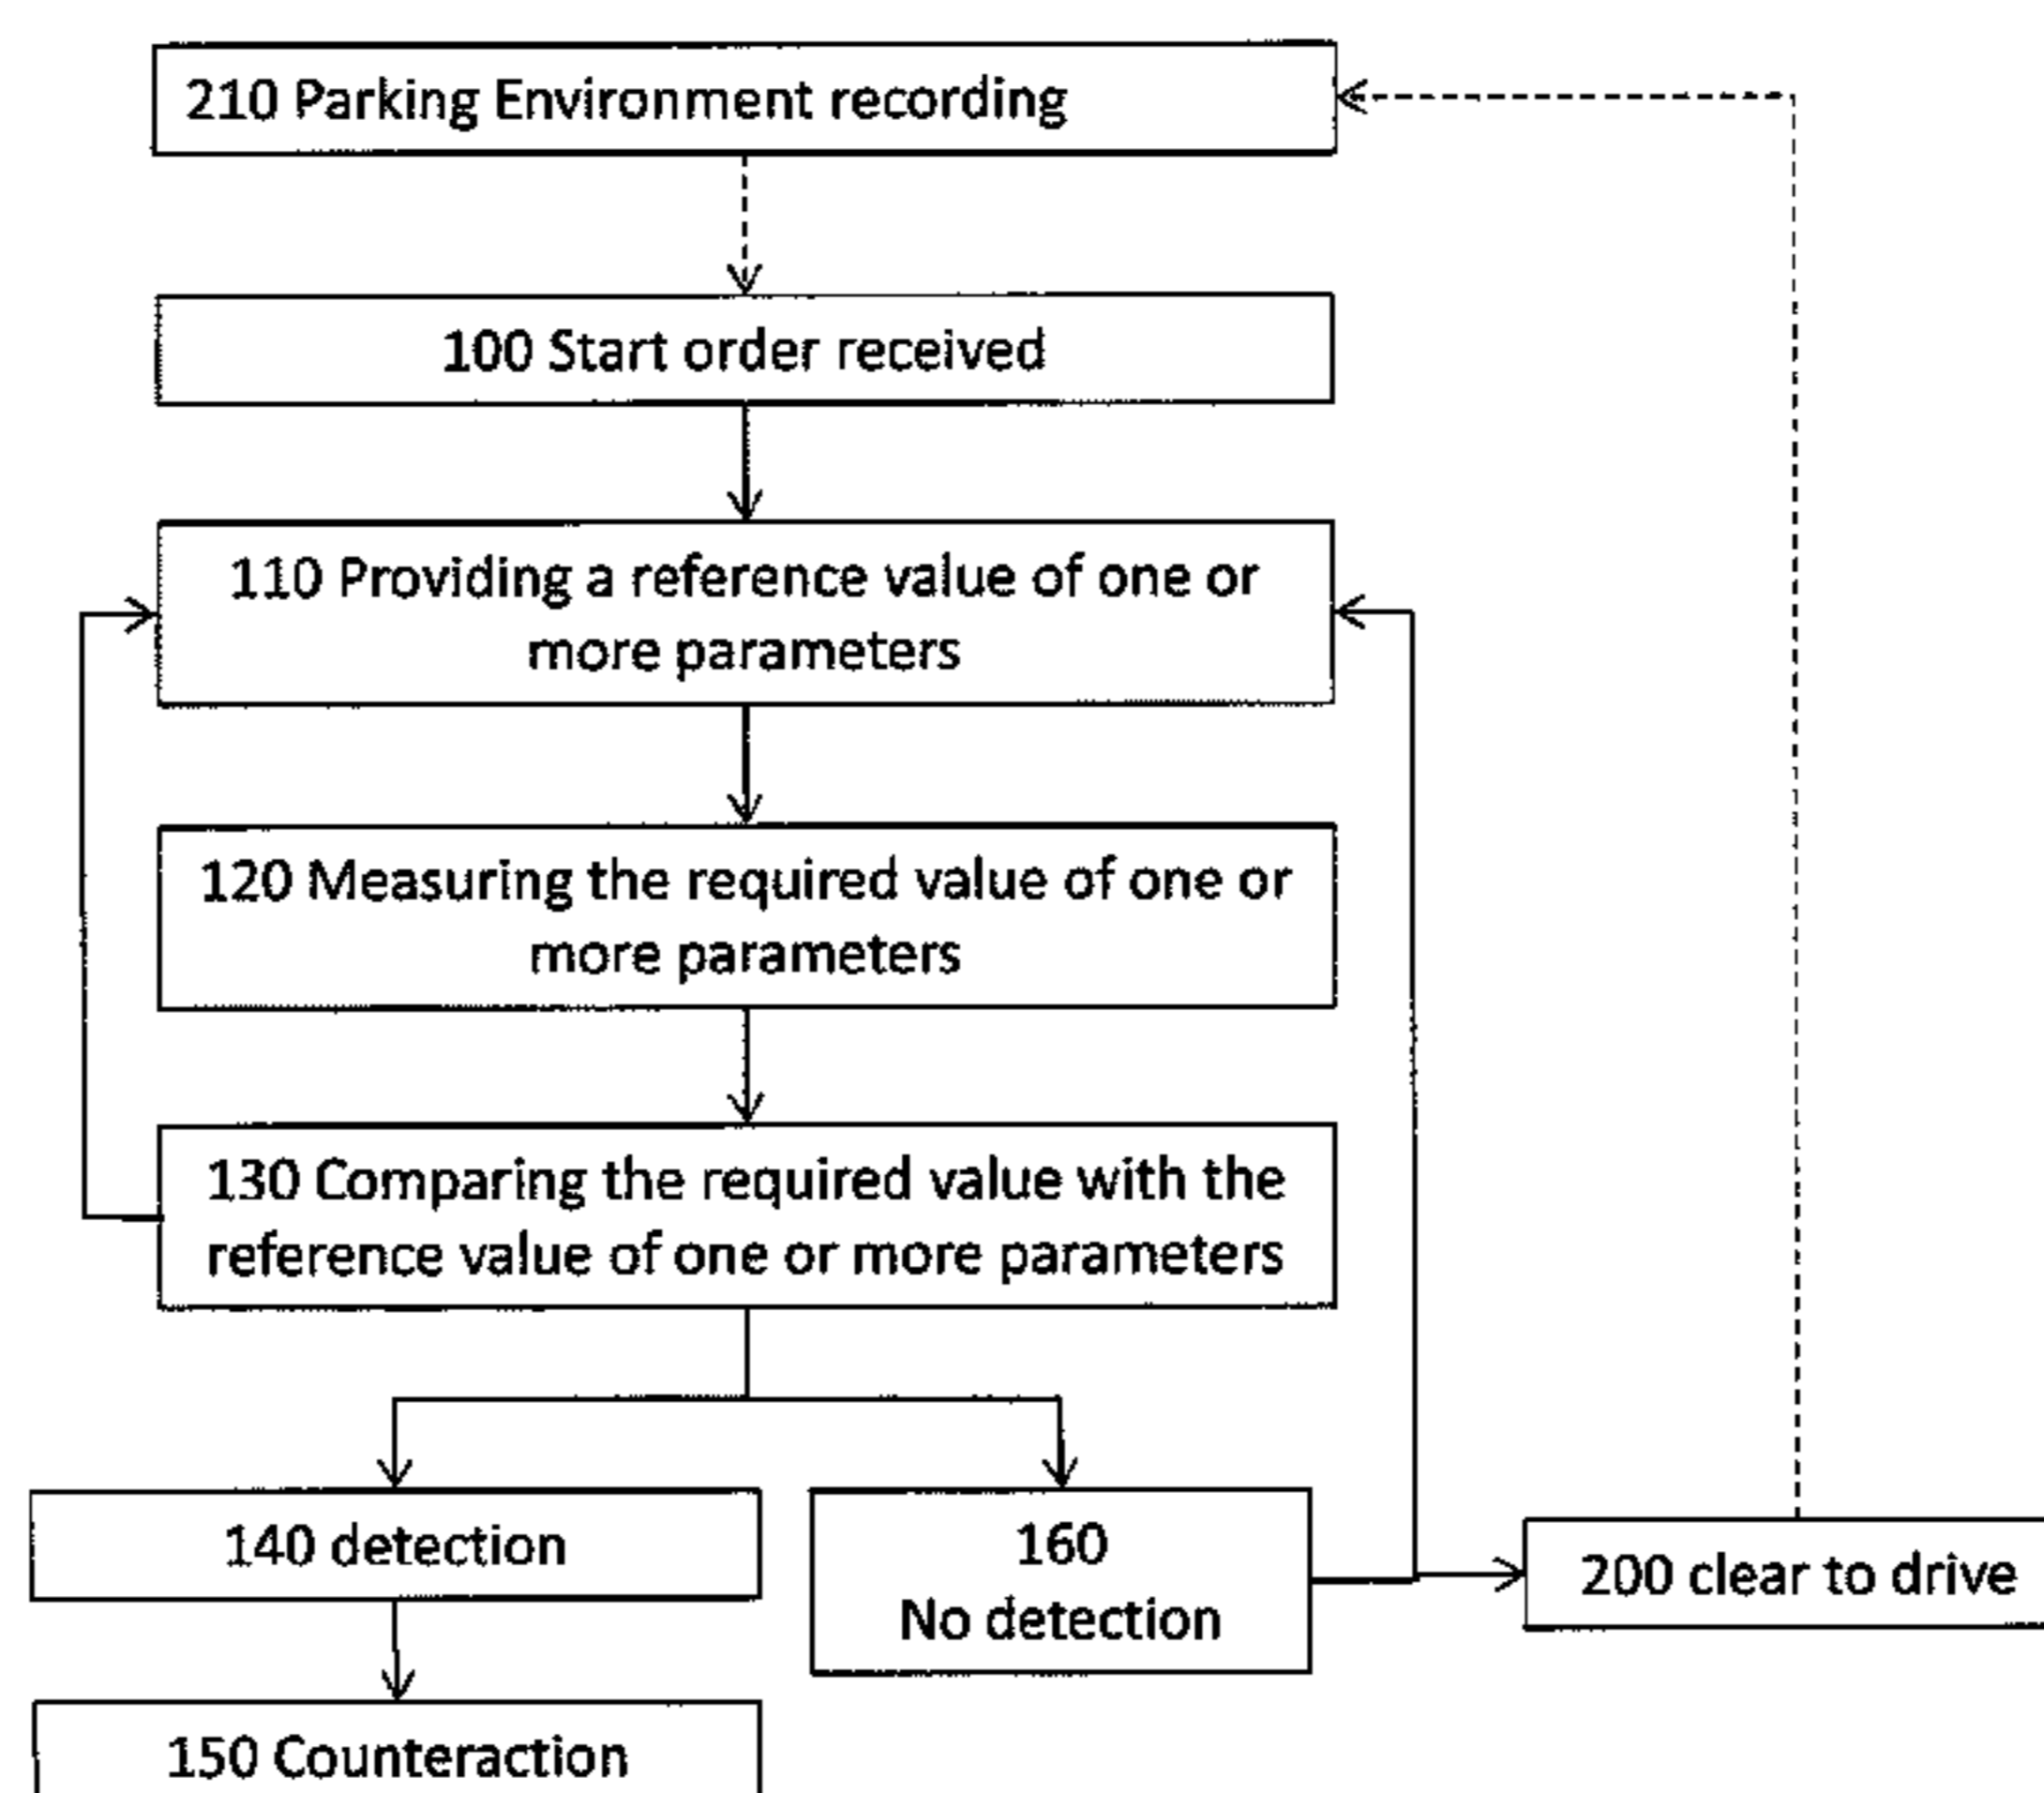 210 Parking Environment recording
100 Start order received
110 Providing a reference value of one or
more parameters
120 Measuring the required value of one or
more parameters
130 Comparing the required value with the
reference value of one or more parameters
140 detection
160
No detection
200 clear to drive
150 Counteraction